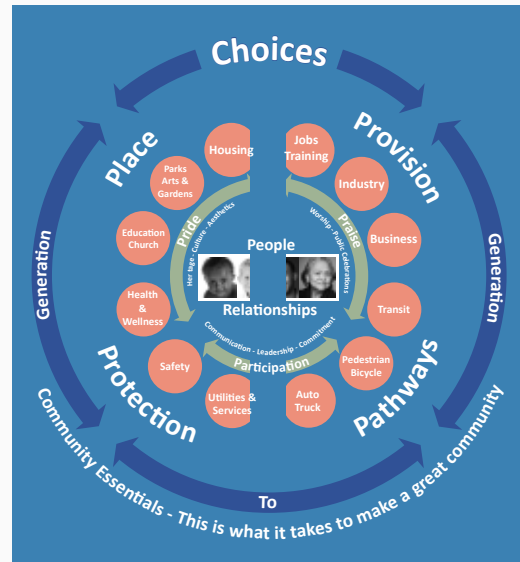 Choices
Place
Provision
Housing
Jobs
Training
Parks
Arts &
Gardens
Industry
Education
Church
Business
Health
&
Wellness
Transit
Safety
Pedestrian
Bicycle
Utilities &
Services
Auto
Truck
Pride
Heritage - Culture - Aesthetics
Praise
Worship - Public Celebrations
People
Relationships
Communication - Leadership - Commitment
Participation
Generation
Generation
Protection
Pathways
To
Community Essentials - This is what it takes to make a great community